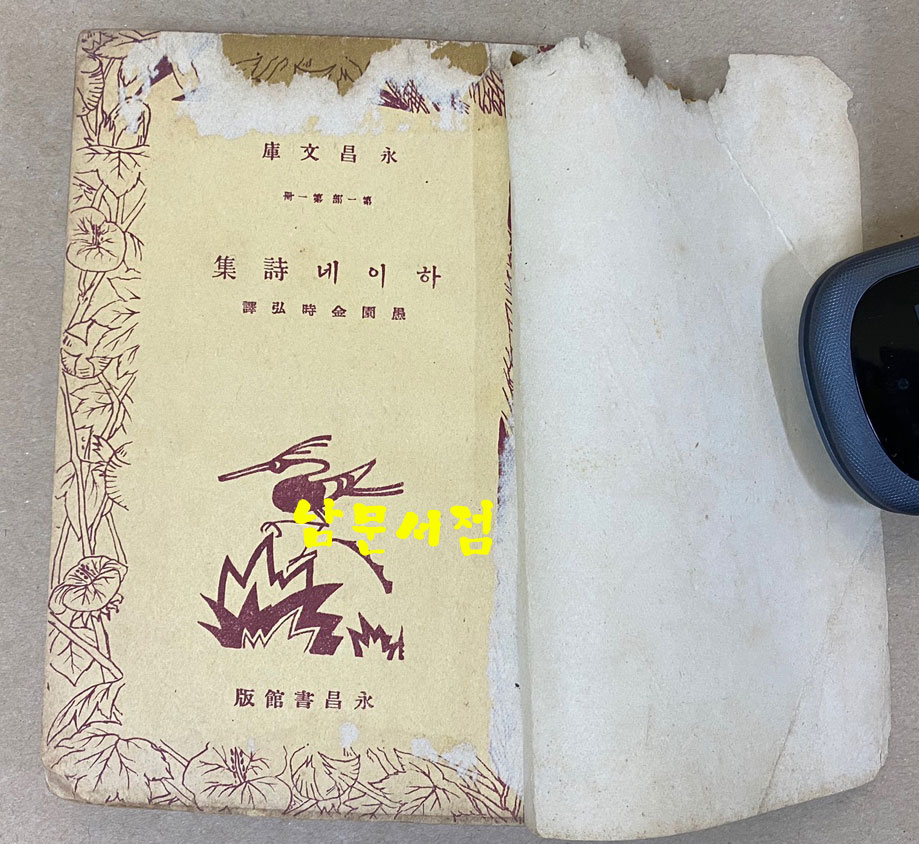 永昌文庫
第一部第一冊
하이네詩集
愚園金時弘譯
남문서점
永昌書館版